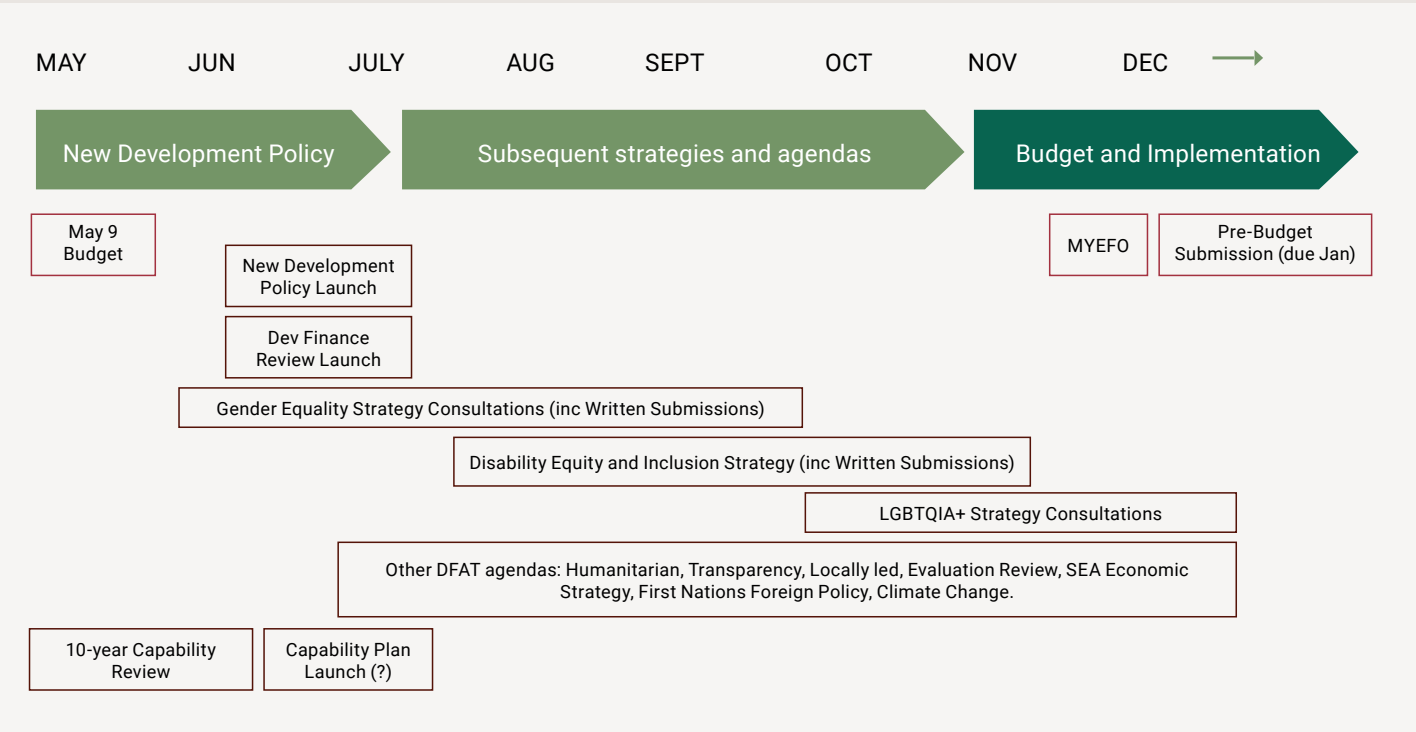 MAY JUN JULY AUG SEPT OCT NOV DEC
New Development Policy
Subsequent strategies and agendas
Budget and Implementation
May 9
Budget
MYEFO
Pre-Budget
Submission (due Jan)
New Development
Policy Launch
Dev Finance
Review Launch
Gender Equality Strategy Consultations (inc Written Submissions)
Disability Equity and Inclusion Strategy (inc Written Submissions)
LGBTQIA+ Strategy Consultations
Other DFAT agendas: Humanitarian, Transparency, Locally led, Evaluation Review, SEA Economic
Strategy, First Nations Foreign Policy, Climate Change.
10-year Capability
Review
Capability Plan
Launch (?)